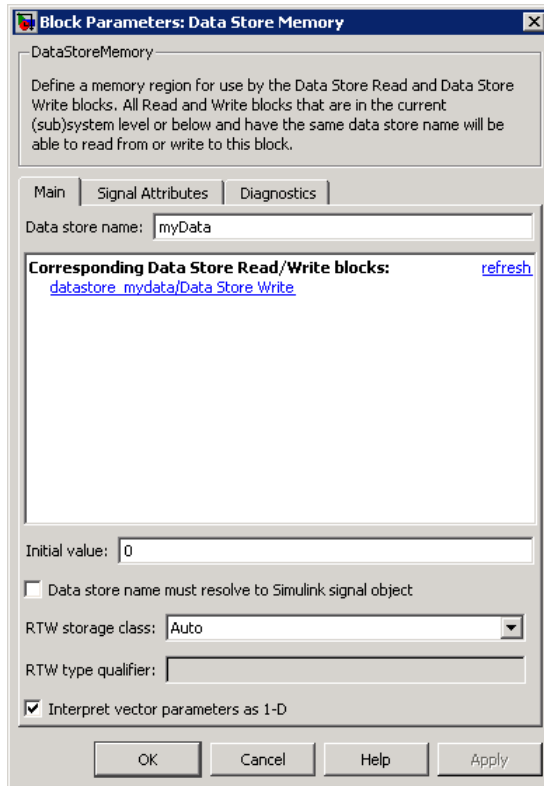 Block Parameters: Data Store Memory
DataStoreMemory
Define a memory region for use by the Data Store Read and Data Store
Write blocks. All Read and Write blocks that are in the current
(sub)system level or below and have the same data store name will be
able to read from or write to this block.
Main Signal Attributes Diagnostics
Data store name: myData
Corresponding Data Store Read/Write blocks: refresh
datastore_mydata/Data Store Write
Initial value: 0
Data store name must resolve to Simulink signal object
RTW storage class: Auto
RTW type qualifier:
Interpret vector parameters as 1-D
OK Cancel Help Apply